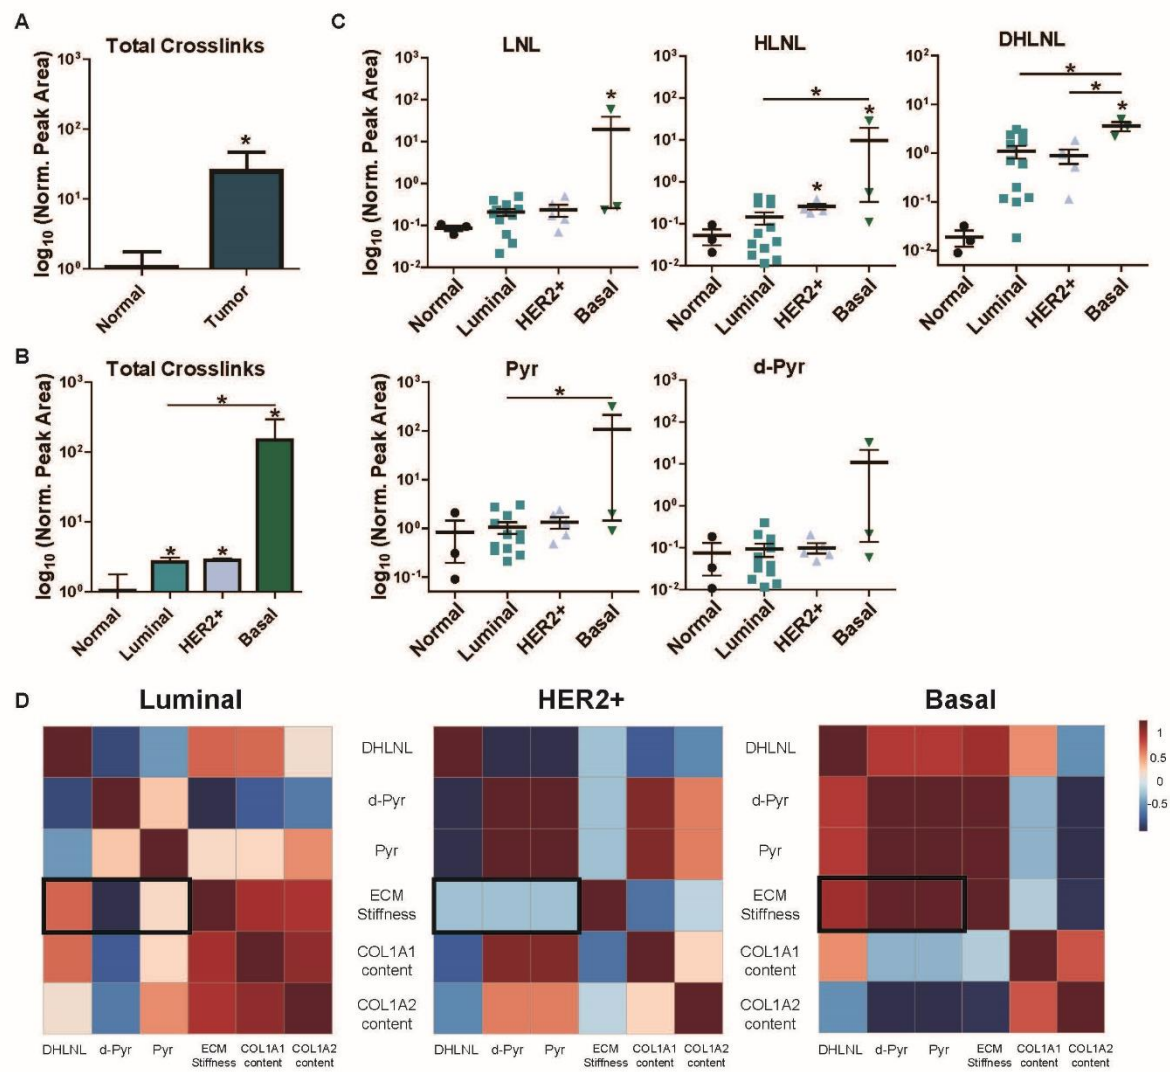 A
Total Crosslinks
log₁₀ (Norm. Peak Area)
10³
10²
10¹
10⁰
*
Normal
Tumor
B
Total Crosslinks
log₁₀ (Norm. Peak Area)
10³
10²
10¹
10⁰
*
*
*
*
Normal
Luminal
HER2+
Basal
C
LNL
log₁₀ (Norm. Peak Area)
10³
10²
10¹
10⁰
10⁻¹
10⁻²
*
Normal
Luminal
HER2+
Basal
HLNL
10³
10²
10¹
10⁰
10⁻¹
10⁻²
*
*
*
Normal
Luminal
HER2+
Basal
DHLNL
10²
10¹
10⁰
10⁻¹
10⁻²
*
*
*
Normal
Luminal
HER2+
Basal
Pyr
log₁₀ (Norm. Peak Area)
10³
10²
10¹
10⁰
10⁻¹
*
Normal
Luminal
HER2+
Basal
d-Pyr
10³
10²
10¹
10⁰
10⁻¹
10⁻²
Normal
Luminal
HER2+
Basal
D
Luminal
HER2+
Basal
DHLNL
d-Pyr
Pyr
ECM
Stiffness
COL1A1
content
COL1A2
content
DHLNL
d-Pyr
Pyr
ECM
Stiffness
COL1A1
content
COL1A2
content
1
0.5
0
-0.5
DHLNL
d-Pyr
Pyr
ECM
Stiffness
COL1A1
content
COL1A2
content
DHLNL
d-Pyr
Pyr
ECM
Stiffness
COL1A1
content
COL1A2
content
DHLNL
d-Pyr
Pyr
ECM
Stiffness
COL1A1
content
COL1A2
content